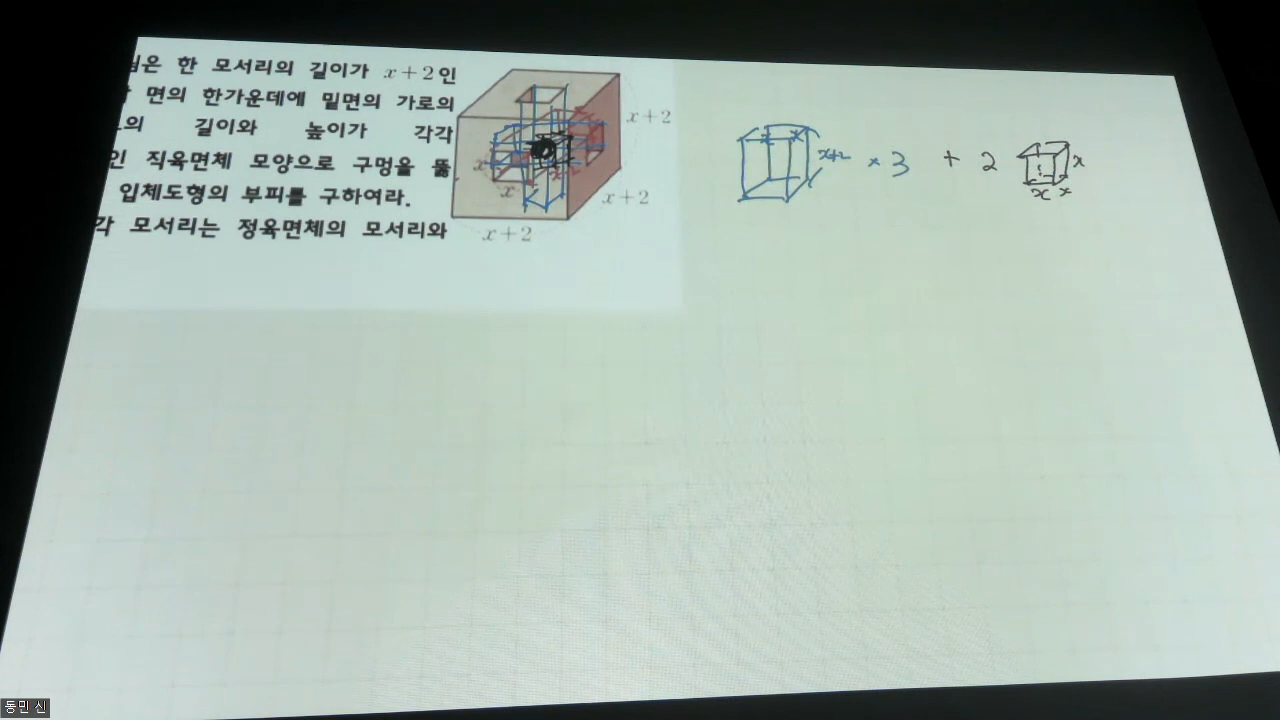 은 한 모서리의 길이가 x+2인
면의 한가운데에 밑면의 가로의
의 길이와 높이가 각각
인 직육면체 모양으로 구멍을 뚫
입체도형의 부피를 구하여라.
각 모서리는 정육면체의 모서리와
x+2
x+2
x+2
x
x
x+2 × 3 + 2
x
x
x
동민 신